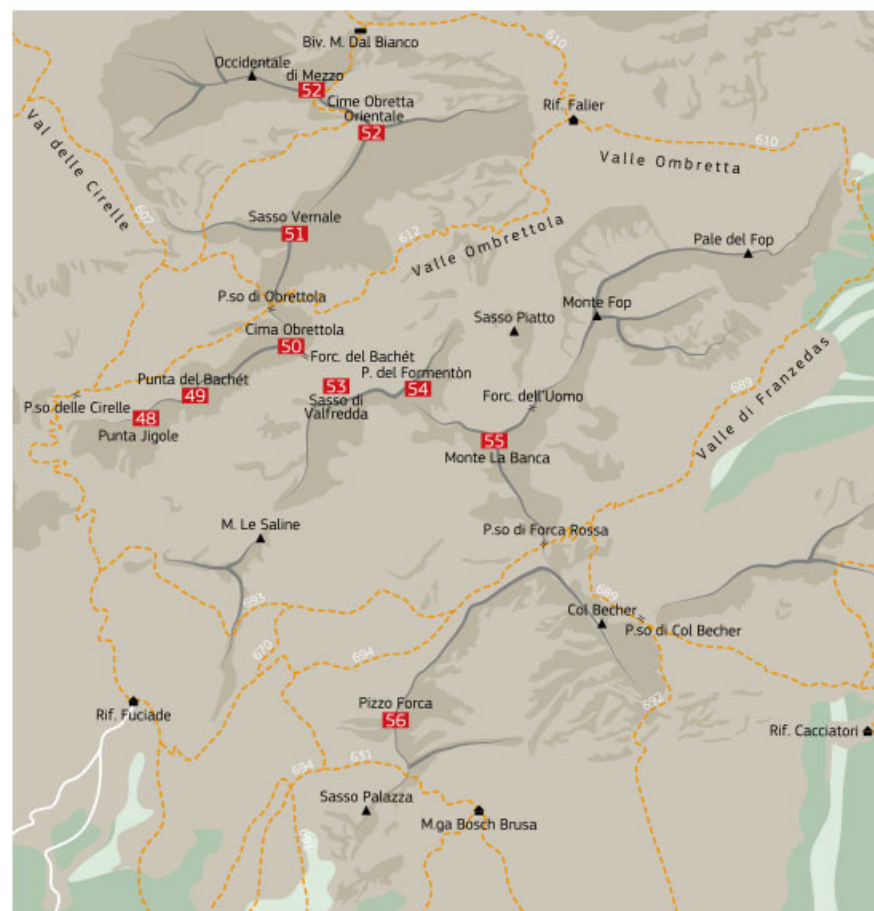 Biv. M. Dal Bianco
610
Occidentale
di Mezzo
52
Cime Obretta
Orientale
52
Rif. Falier
610
Val delle Cirelle
607
Valle Ombretta
Sasso Vernale
51
612
Valle Ombrettola
Pale del Fop
P.so di Obrettola
Monte Fop
Sasso Piatto
Cima Obrettola
50
Forc. del Bachét
Punta del Bachét
49
53
Sasso di
Valfredda
P. del Formentòn
54
Forc. dell'Uomo
689
Valle di Franzedas
P.so delle Cirelle
48
Punta Jigole
55
Monte La Banca
M. Le Saline
P.so di Forca Rossa
693
689
Col Becher
P.so di Col Becher
670
694
692
Rif. Fuciade
Pizzo Forca
56
Rif. Cacciatori
694
631
Sasso Palazza
M.ga Bosch Brusa
691